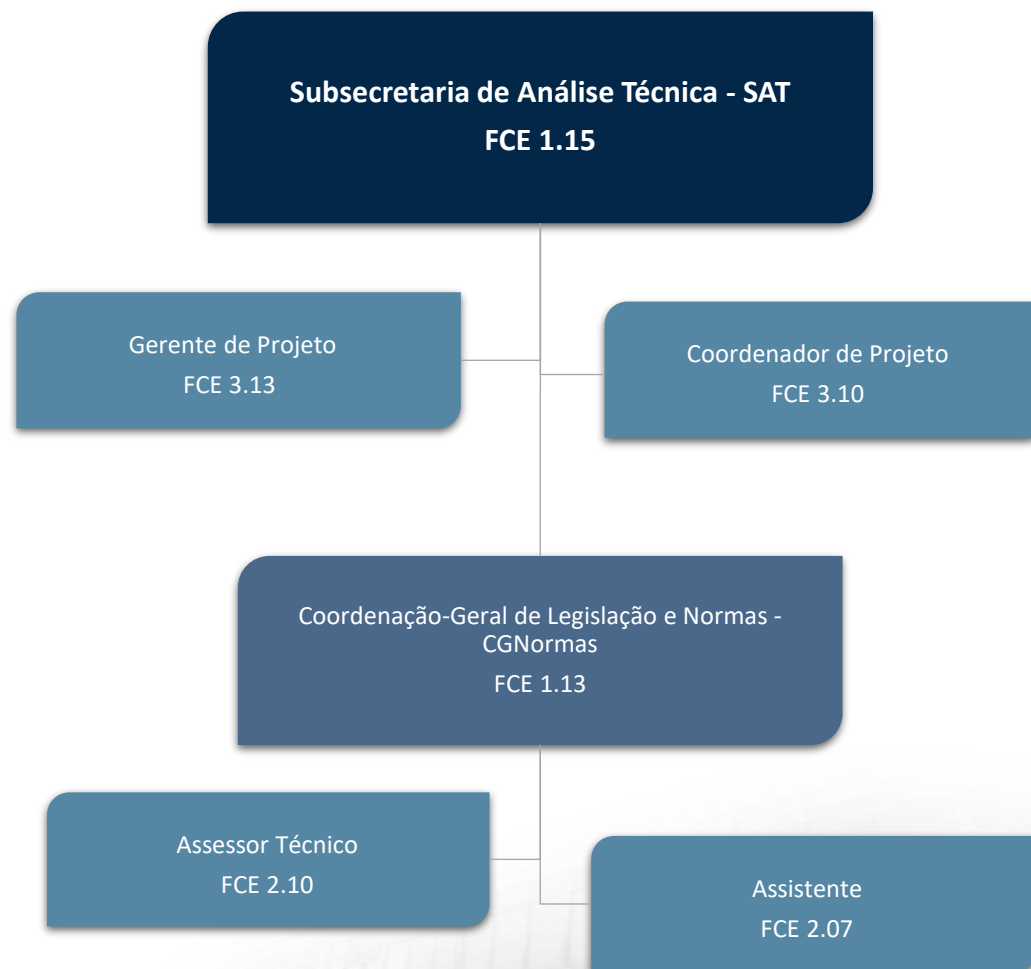 Subsecretaria de Análise Técnica - SAT
FCE 1.15
Gerente de Projeto
FCE 3.13
Coordenador de Projeto
FCE 3.10
Coordenação-Geral de Legislação e Normas -
CGNormas
FCE 1.13
Assessor Técnico
FCE 2.10
Assistente
FCE 2.07